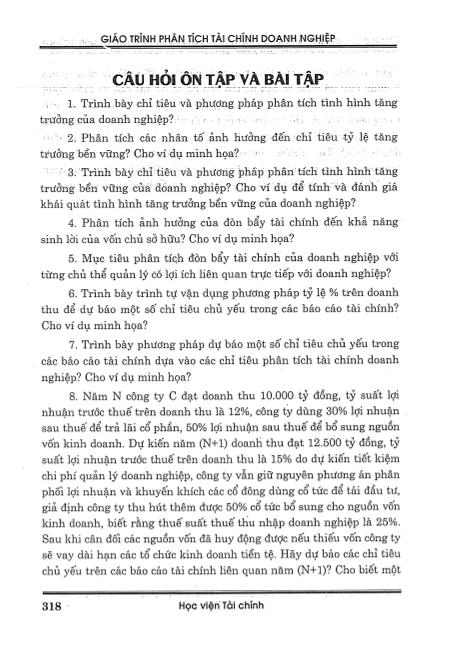 GIÁO TRÌNH PHÂN TÍCH TÀI CHÍNH DOANH NGHIỆP
CÂU HỎI ÔN TẬP VÀ BÀI TẬP
1. Trình bày chỉ tiêu và phương pháp phân tích tình hình tăng
trưởng của doanh nghiệp?
2. Phân tích các nhân tố ảnh hưởng đến chỉ tiêu tỷ lệ tăng
trưởng bền vững? Cho ví dụ minh họa?
3. Trình bày chỉ tiêu và phương pháp phân tích tình hình tăng
trưởng bền vững của doanh nghiệp? Cho ví dụ để tính và đánh giá
khái quát tình hình tăng trưởng bền vững của doanh nghiệp?
4. Phân tích ảnh hưởng của đòn bẩy tài chính đến khả năng
sinh lời của vốn chủ sở hữu? Cho ví dụ minh họa?
5. Mục tiêu phân tích đòn bẩy tài chính của doanh nghiệp với
từng chủ thể quản lý có lợi ích liên quan trực tiếp với doanh nghiệp?
6. Trình bày trình tự vận dụng phương pháp tỷ lệ % trên doanh
thu để dự báo một số chỉ tiêu chủ yếu trong các báo cáo tài chính?
Cho ví dụ minh họa?
7. Trình bày phương pháp dự báo một số chỉ tiêu chủ yếu trong
các báo cáo tài chính dựa vào các chỉ tiêu phân tích tài chính doanh
nghiệp? Cho ví dụ minh họa?
8. Năm N công ty C đạt doanh thu 10.000 tỷ đồng, tỷ suất lợi
nhuận trước thuế trên doanh thu là 12%, công ty dùng 30% lợi nhuận
sau thuế để trả lãi cổ phần, 50% lợi nhuận sau thuế để bổ sung nguồn
vốn kinh doanh. Dự kiến năm (N+1) doanh thu đạt 12.500 tỷ đồng, tỷ
suất lợi nhuận trước thuế trên doanh thu là 15% do dự kiến tiết kiệm
chi phí quản lý doanh nghiệp, công ty vẫn giữ nguyên phương án phân
phối lợi nhuận và khuyến khích các cổ đông dùng cổ tức để tái đầu tư,
giả định công ty thu hút thêm được 50% cổ tức bổ sung cho nguồn vốn
kinh doanh, biết rằng thuế suất thuế thu nhập doanh nghiệp là 25%.
Sau khi cân đối các nguồn vốn đã huy động được nếu thiếu vốn công ty
sẽ vay dài hạn các tổ chức kinh doanh tiền tệ. Hãy dự báo các chỉ tiêu
chủ yếu trên các báo cáo tài chính liên quan năm (N+1)? Cho biết một
318
Học viện Tài chính